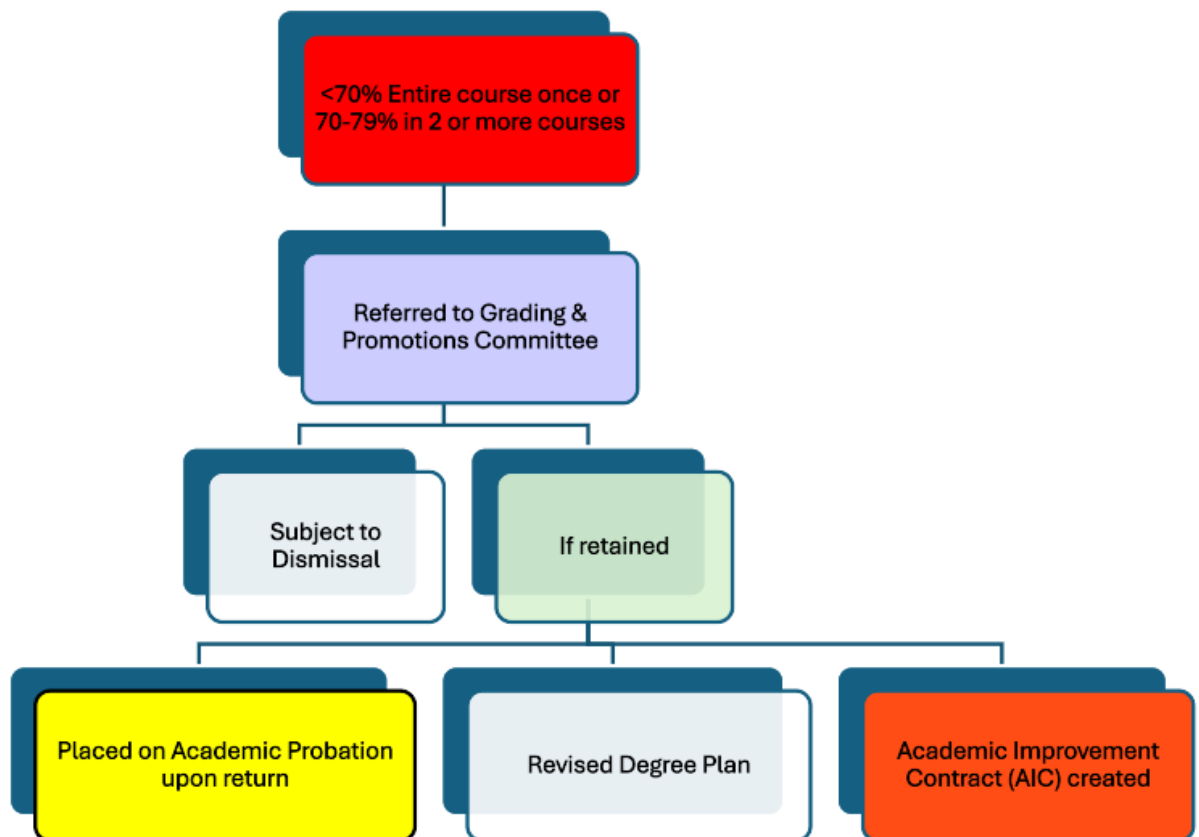 <70% Entire course once or
70-79% in 2 or more courses
Referred to Grading &
Promotions Committee
Subject to
Dismissal
If retained
Placed on Academic Probation
upon return
Revised Degree Plan
Academic Improvement
Contract (AIC) created